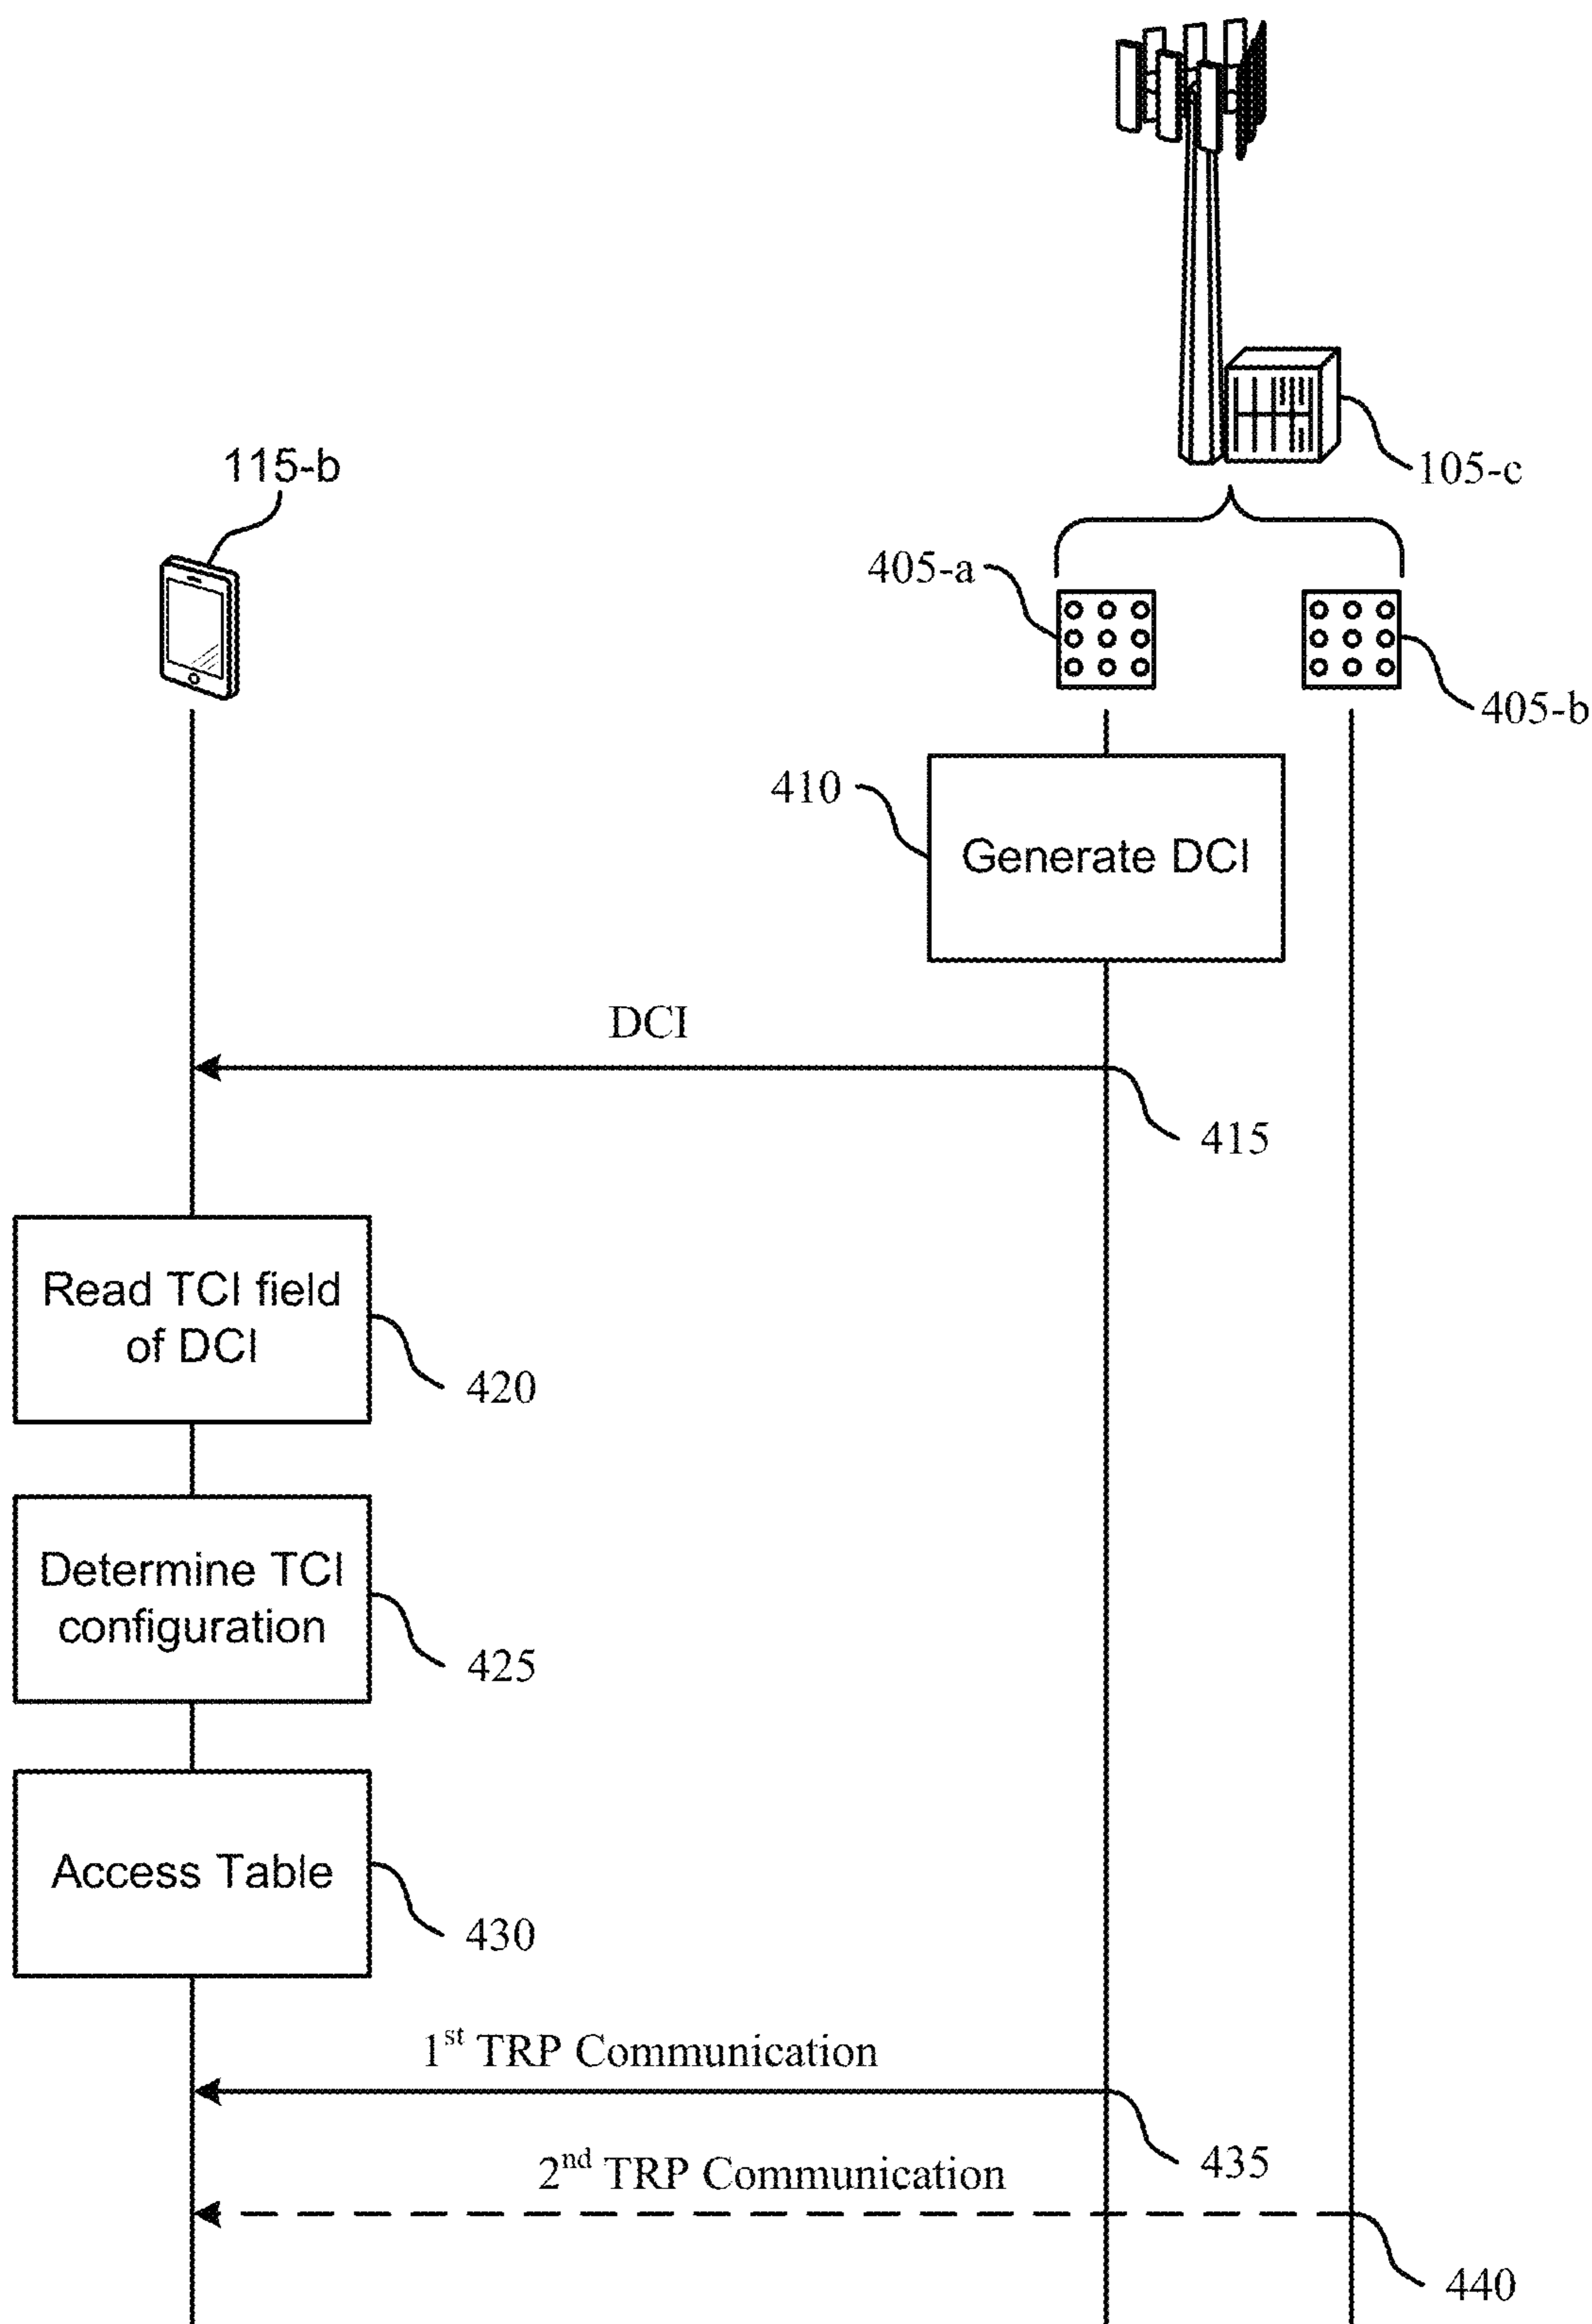 105-c
115-b
405-a
405-b
410
Generate DCI
DCI
415
Read TCI field
of DCI
420
Determine TCI
configuration
425
Access Table
430
1st TRP Communication
435
2nd TRP Communication
440